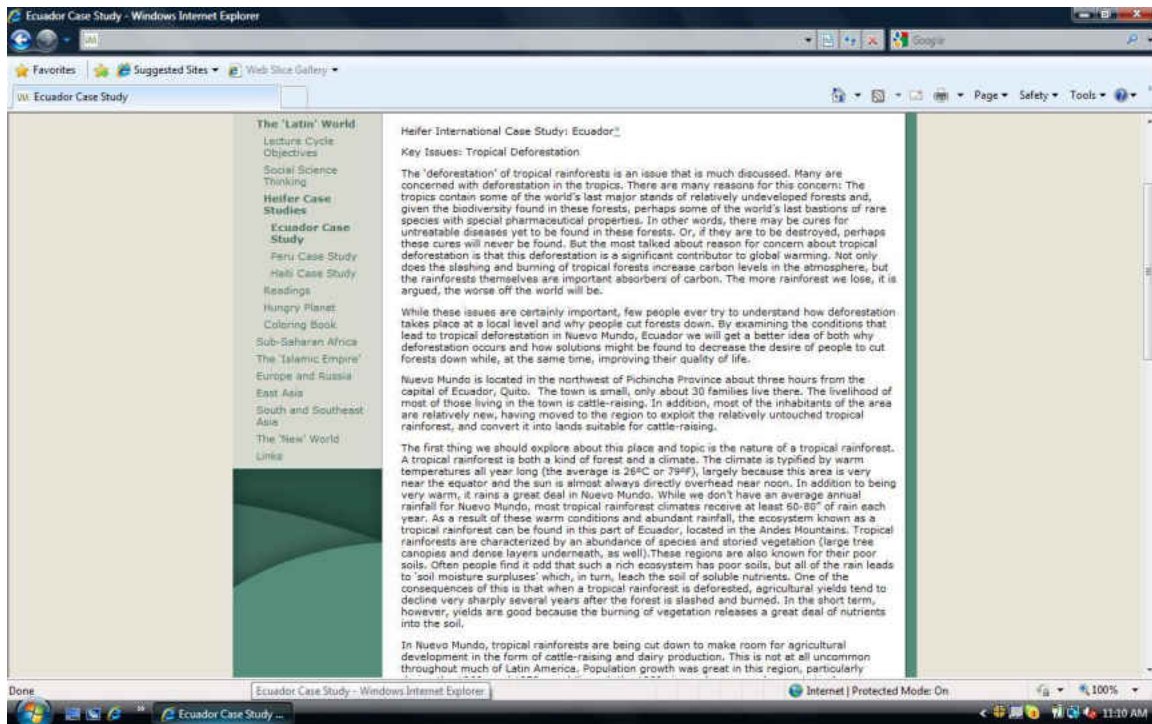 Ecuador Case Study - Windows Internet Explorer
Google
Favorites
Suggested Sites
Web Slice Gallery
Ecuador Case Study
Page
Safety
Tools
The 'Latin' World
Lecture Cycle
Objectives
Social Science
Thinking
Heifer Case
Studies
Ecuador Case
Study
Peru Case Study
Haiti Case Study
Readings
Hungry Planet
Coloring Book
Sub-Saharan Africa
The 'Islamic Empire'
Europe and Russia
East Asia
South and Southeast
Asia
The 'New' World
Links
Heifer International Case Study: Ecuador
Key Issues: Tropical Deforestation
The 'deforestation' of tropical rainforests is an issue that is much discussed. Many are
concerned with deforestation in the tropics. There are many reasons for this concern: The
tropics contain some of the world's last major stands of relatively undeveloped forests and,
given the biodiversity found in these forests, perhaps some of the world's last bastions of rare
species with special pharmaceutical properties. In other words, there may be cures for
untreatable diseases yet to be found in these forests. Or, if they are to be destroyed, perhaps
these cures will never be found. But the most talked about reason for concern about tropical
deforestation is that this deforestation is a significant contributor to global warming. Not only
does the slashing and burning of tropical forests increase carbon levels in the atmosphere, but
the rainforests themselves are important absorbers of carbon. The more rainforest we lose, it is
argued, the worse off the world will be.
While these issues are certainly important, few people ever try to understand how deforestation
takes place at a local level and why people cut forests down. By examining the conditions that
lead to tropical deforestation in Nuevo Mundo, Ecuador we will get a better idea of both why
deforestation occurs and how solutions might be found to decrease the desire of people to cut
forests down while, at the same time, improving their quality of life.
Nuevo Mundo is located in the northwest of Pichincha Province about three hours from the
capital of Ecuador, Quito. The town is small, only about 30 families live there. The livelihood of
most of those living in the town is cattle-raising. In addition, most of the inhabitants of the area
are relatively new, having moved to the region to exploit the relatively untouched tropical
rainforest, and convert it into lands suitable for cattle-raising.
The first thing we should explore about this place and topic is the nature of a tropical rainforest.
A tropical rainforest is both a kind of forest and a climate. The climate is typified by warm
temperatures all year long (the average is 26ºC or 79ºF), largely because this area is very
near the equator and the sun is almost always directly overhead near noon. In addition to being
very warm, it rains a great deal in Nuevo Mundo. While we don't have an average annual
rainfall for Nuevo Mundo, most tropical rainforest climates receive at least 60-80" of rain each
year. As a result of these warm conditions and abundant rainfall, the ecosystem known as a
tropical rainforest can be found in this part of Ecuador, located in the Andes Mountains. Tropical
rainforests are characterized by an abundance of species and storied vegetation (large tree
canopies and dense layers underneath, as well).These regions are also known for their poor
soils. Often people find it odd that such a rich ecosystem has poor soils, but all of the rain leads
to 'soil moisture surpluses' which, in turn, leach the soil of soluble nutrients. One of the
consequences of this is that when a tropical rainforest is deforested, agricultural yields tend to
decline very sharply several years after the forest is slashed and burned. In the short term,
however, yields are good because the burning of vegetation releases a great deal of nutrients
into the soil.
In Nuevo Mundo, tropical rainforests are being cut down to make room for agricultural
development in the form of cattle-raising and dairy production. This is not at all uncommon
throughout much of Latin America. Population growth was great in this region, particularly
Done
Ecuador Case Study - Windows Internet Explorer
Internet | Protected Mode: On
100%
Ecuador Case Study ...
11:10 AM